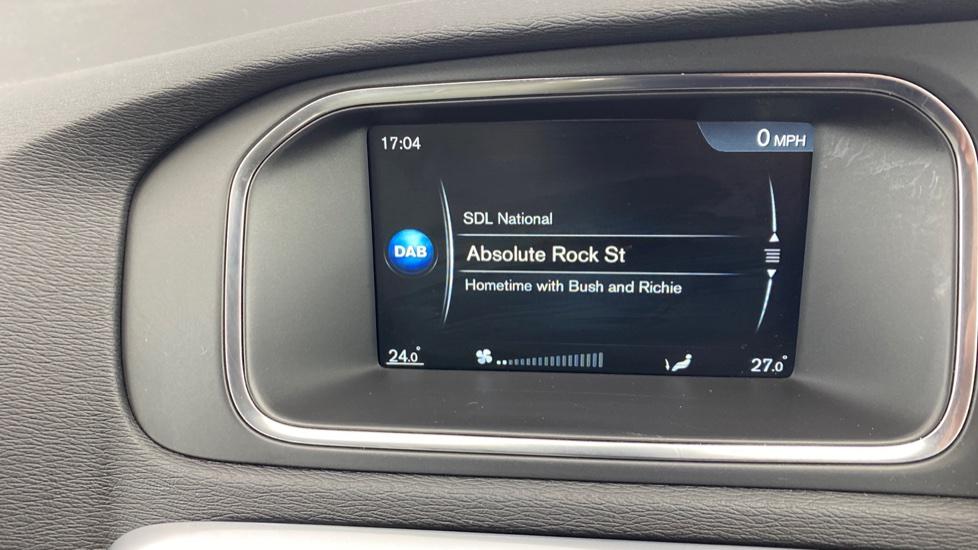 17:04
0 MPH
SDL National
DAB
Absolute Rock St
Hometime with Bush and Richie
24.0°
27.0°